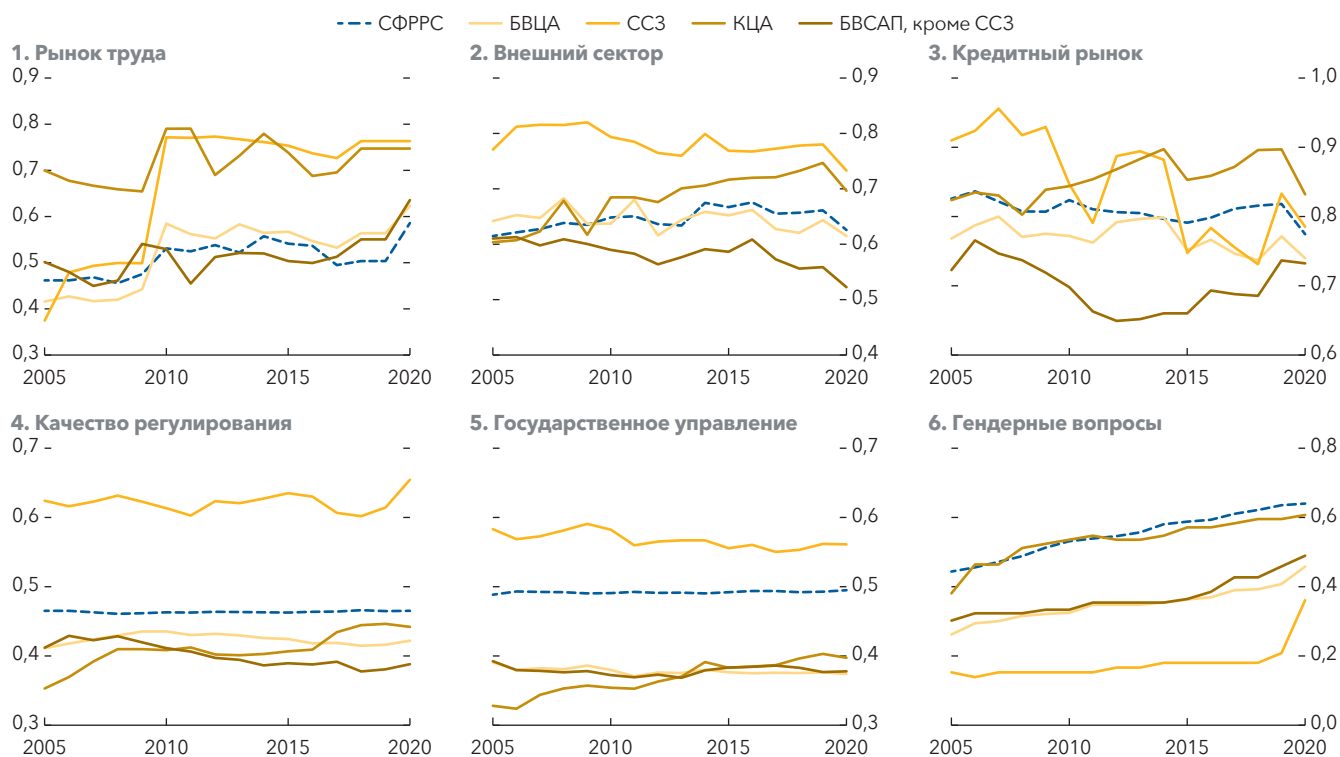 СФРРС БВЦА ССЗ КЦА БВСАП, кроме ССЗ
1. Рынок труда
0,9
0,8
0,7
0,6
0,5
0,4
0,3
2005 2010 2015 2020
2. Внешний сектор
0,9
0,8
0,7
0,6
0,5
0,4
2005 2010 2015 2020
3. Кредитный рынок
1,0
0,9
0,8
0,7
0,6
2005 2010 2015 2020
4. Качество регулирования
0,7
0,6
0,5
0,4
0,3
2005 2010 2015 2020
5. Государственное управление
0,7
0,6
0,5
0,4
0,3
2005 2010 2015 2020
6. Гендерные вопросы
0,8
0,6
0,4
0,2
0,0
2005 2010 2015 2020